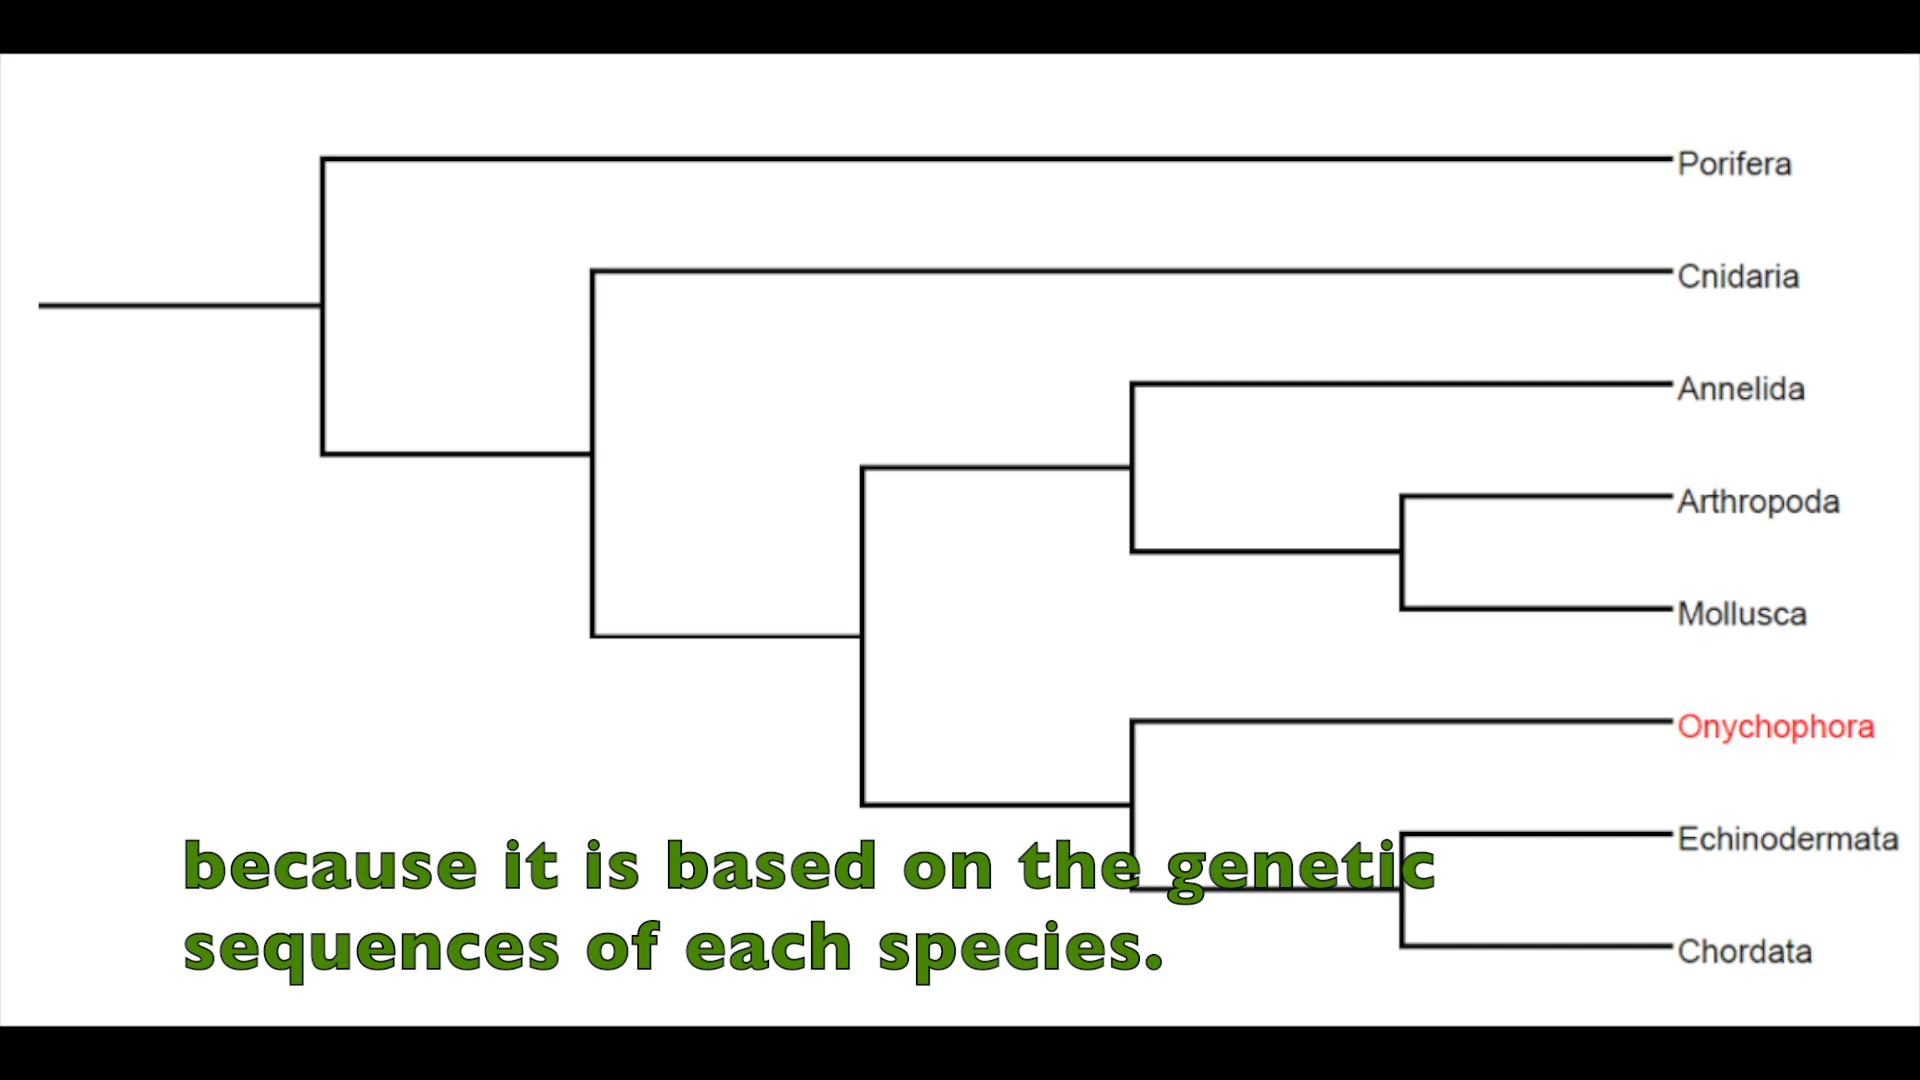 Porifera
Cnidaria
Annelida
Arthropoda
Mollusca
Onychophora
Echinodermata
Chordata
because it is based on the genetic
sequences of each species.